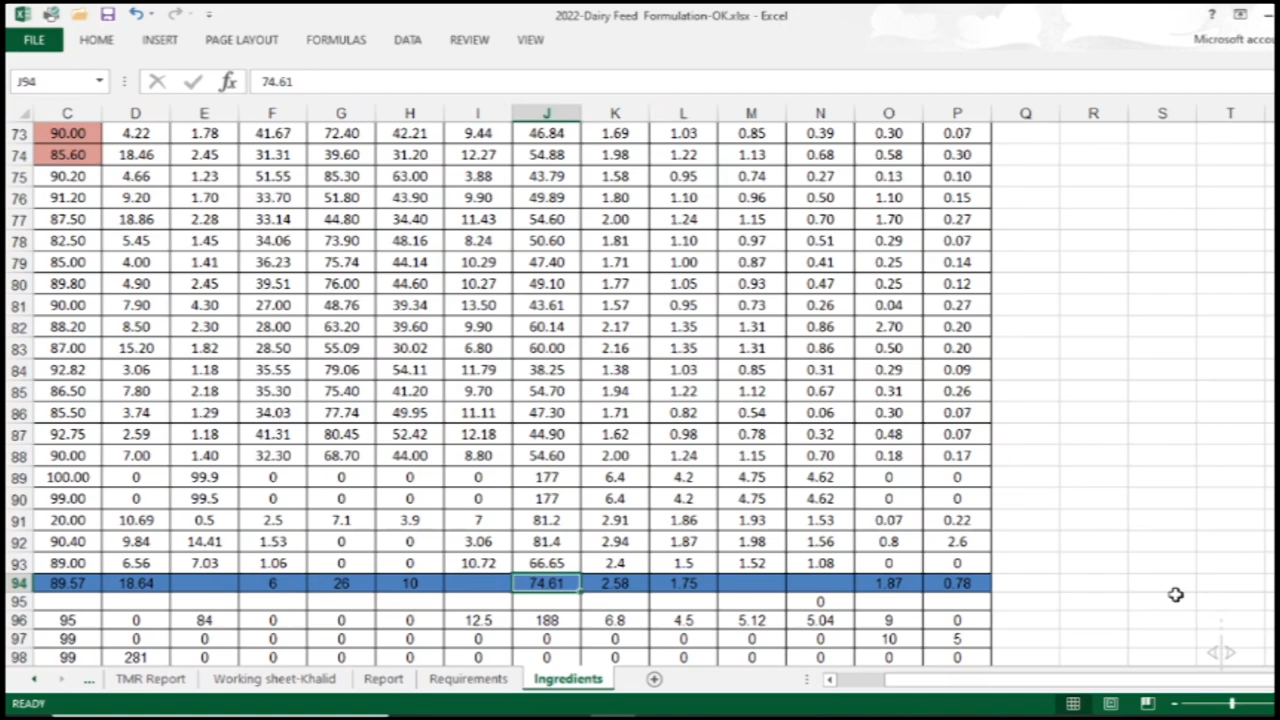 2022-Dairy Feed Formulation-OK.xlsx - Excel ?
FILE HOME INSERT PAGE LAYOUT FORMULAS DATA REVIEW VIEW Microsoft accou
J94 fx 74.61
C D E F G H I J K L M N O P Q R S T
73 90.00 4.22 1.78 41.67 72.40 42.21 9.44 46.84 1.69 1.03 0.85 0.39 0.30 0.07
74 85.60 18.46 2.45 31.31 39.60 31.20 12.27 54.88 1.98 1.22 1.13 0.68 0.58 0.30
75 90.20 4.66 1.23 51.55 85.30 63.00 3.88 43.79 1.58 0.95 0.74 0.27 0.13 0.10
76 91.20 9.20 1.70 33.70 51.80 43.90 9.90 49.89 1.80 1.10 0.96 0.50 1.10 0.15
77 87.50 18.86 2.28 33.14 44.80 34.40 11.43 54.60 2.00 1.24 1.15 0.70 1.70 0.27
78 82.50 5.45 1.45 34.06 73.90 48.16 8.24 50.60 1.81 1.10 0.97 0.51 0.29 0.07
79 85.00 4.00 1.41 36.23 75.74 44.14 10.29 47.40 1.71 1.00 0.87 0.41 0.25 0.14
80 89.80 4.90 2.45 39.51 76.00 44.60 10.27 49.10 1.77 1.05 0.93 0.47 0.25 0.12
81 90.00 7.90 4.30 27.00 48.76 39.34 13.50 43.61 1.57 0.95 0.73 0.26 0.04 0.27
82 88.20 8.50 2.30 28.00 63.20 39.60 9.90 60.14 2.17 1.35 1.31 0.86 2.70 0.20
83 87.00 15.20 1.82 28.50 55.09 30.02 6.80 60.00 2.16 1.35 1.31 0.86 0.50 0.20
84 92.82 3.06 1.18 35.55 79.06 54.11 11.79 38.25 1.38 1.03 0.85 0.31 0.29 0.09
85 86.50 7.80 2.18 35.30 75.40 41.20 9.70 54.70 1.94 1.22 1.12 0.67 0.31 0.26
86 85.50 3.74 1.29 34.03 77.74 49.95 11.11 47.30 1.71 0.82 0.54 0.06 0.30 0.07
87 92.75 2.59 1.18 41.31 80.45 52.42 12.18 44.90 1.62 0.98 0.78 0.32 0.48 0.07
88 90.00 7.00 1.40 32.30 68.70 44.00 8.80 54.60 2.00 1.24 1.15 0.70 0.18 0.17
89 100.00 0 99.9 0 0 0 0 177 6.4 4.2 4.75 4.62 0 0
90 99.00 0 99.5 0 0 0 0 177 6.4 4.2 4.75 4.62 0 0
91 20.00 10.69 0.5 2.5 7.1 3.9 7 81.2 2.91 1.86 1.93 1.53 0.07 0.22
92 90.40 9.84 14.41 1.53 0 0 3.06 81.4 2.94 1.87 1.98 1.56 0.8 2.6
93 89.00 6.56 7.03 1.06 0 0 10.72 66.65 2.4 1.5 1.52 1.08 0 0
94 89.57 18.64 6 26 10 74.61 2.58 1.75 1.87 0.78
95 0
96 95 0 84 0 0 0 12.5 188 6.8 4.5 5.12 5.04 9 0
97 99 0 0 0 0 0 0 0 0 0 0 0 10 5
98 99 281 0 0 0 0 0 0 0 0 0 0 0 0
... TMR Report Working sheet-Khalid Report Requirements Ingredients
READY